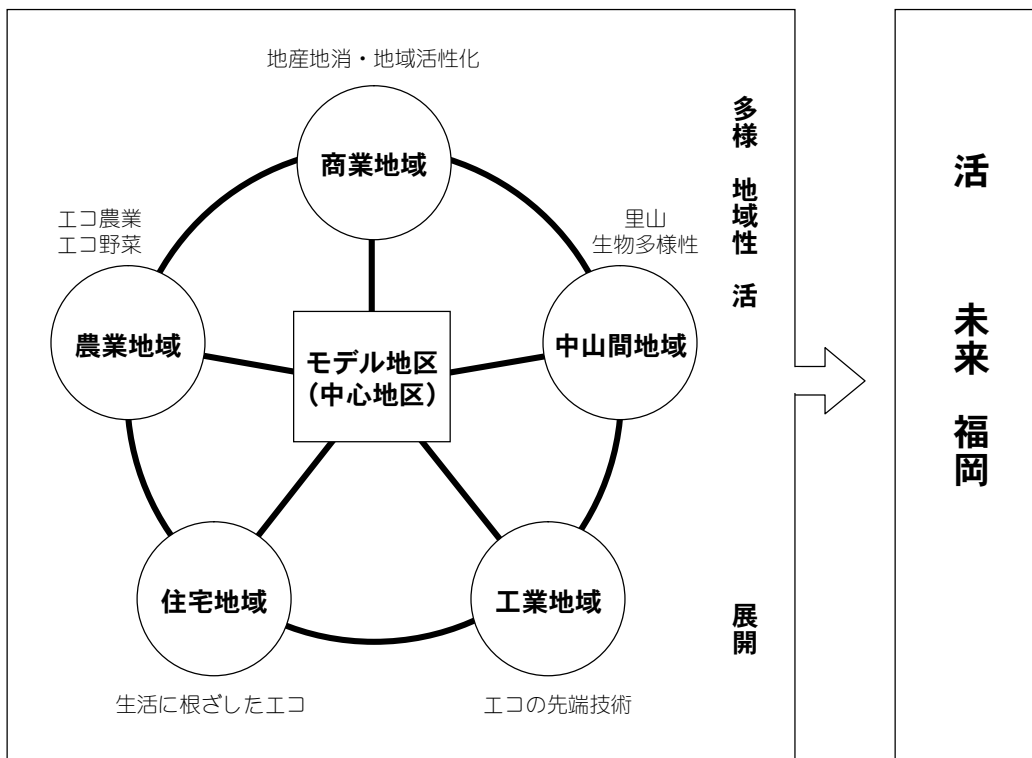 地産地消・地域活性化
商業地域
エコ農業
エコ野菜
里山
生物多様性
農業地域
中山間地域
モデル地区
（中心地区）
住宅地域
工業地域
生活に根ざしたエコ
エコの先端技術
多様 地域性 活 展開
活 未来 福岡